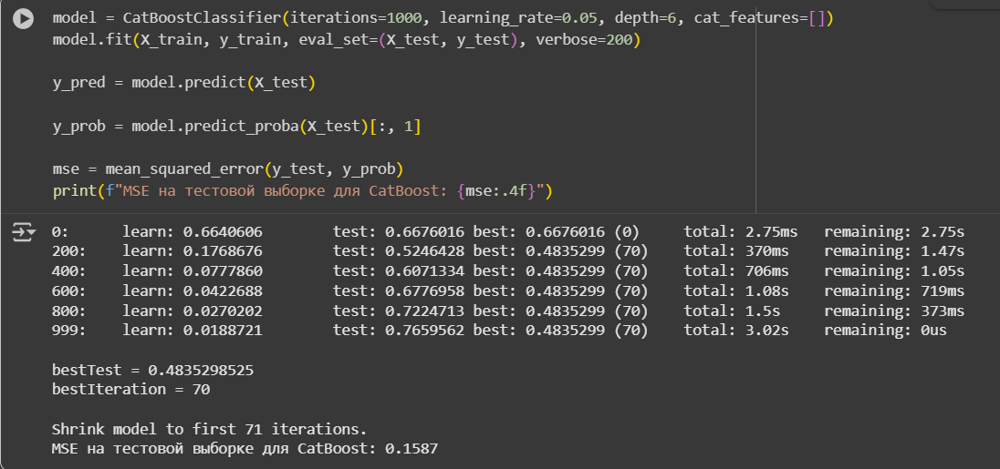 model = CatBoostClassifier(iterations=1000, learning_rate=0.05, depth=6, cat_features=[])
model.fit(X_train, y_train, eval_set=(X_test, y_test), verbose=200)
y_pred = model.predict(X_test)
y_prob = model.predict_proba(X_test)[:, 1]
mse = mean_squared_error(y_test, y_prob)
print(f"MSE на тестовой выборке для CatBoost: {mse:.4f}")
0: learn: 0.6640606 test: 0.6676016 best: 0.6676016 (0) total: 2.75ms remaining: 2.75s
200: learn: 0.1768676 test: 0.5246428 best: 0.4835299 (70) total: 370ms remaining: 1.47s
400: learn: 0.0777860 test: 0.6071334 best: 0.4835299 (70) total: 706ms remaining: 1.05s
600: learn: 0.0422688 test: 0.6776958 best: 0.4835299 (70) total: 1.08s remaining: 719ms
800: learn: 0.0270202 test: 0.7224713 best: 0.4835299 (70) total: 1.5s remaining: 373ms
999: learn: 0.0188721 test: 0.7659562 best: 0.4835299 (70) total: 3.02s remaining: 0us
bestTest = 0.4835298525
bestIteration = 70
Shrink model to first 71 iterations.
MSE на тестовой выборке для CatBoost: 0.1587